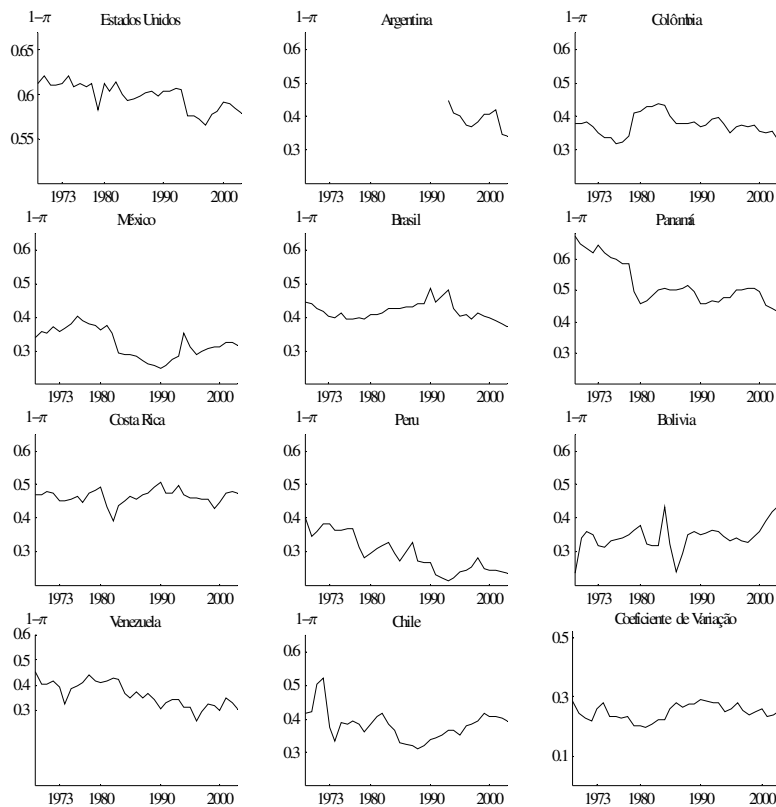 1–π Estados Unidos
0.65
0.6
0.55
1973 1980 1990 2000
1–π Argentina
0.6
0.5
0.4
0.3
1973 1980 1990 2000
1–π Colômbia
0.6
0.5
0.4
0.3
1973 1980 1990 2000
1–π México
0.6
0.5
0.4
0.3
1973 1980 1990 2000
1–π Brasil
0.6
0.5
0.4
0.3
1973 1980 1990 2000
1–π Panamá
0.6
0.5
0.4
0.3
1973 1980 1990 2000
1–π Costa Rica
0.6
0.5
0.4
0.3
1973 1980 1990 2000
1–π Peru
0.6
0.5
0.4
0.3
1973 1980 1990 2000
1–π Bolivia
0.6
0.5
0.4
0.3
1973 1980 1990 2000
1–π Venezuela
0.6
0.5
0.4
0.3
1973 1980 1990 2000
1–π Chile
0.6
0.5
0.4
0.3
1973 1980 1990 2000
Coeficiente de Variação
0.5
0.3
0.1
1973 1980 1990 2000